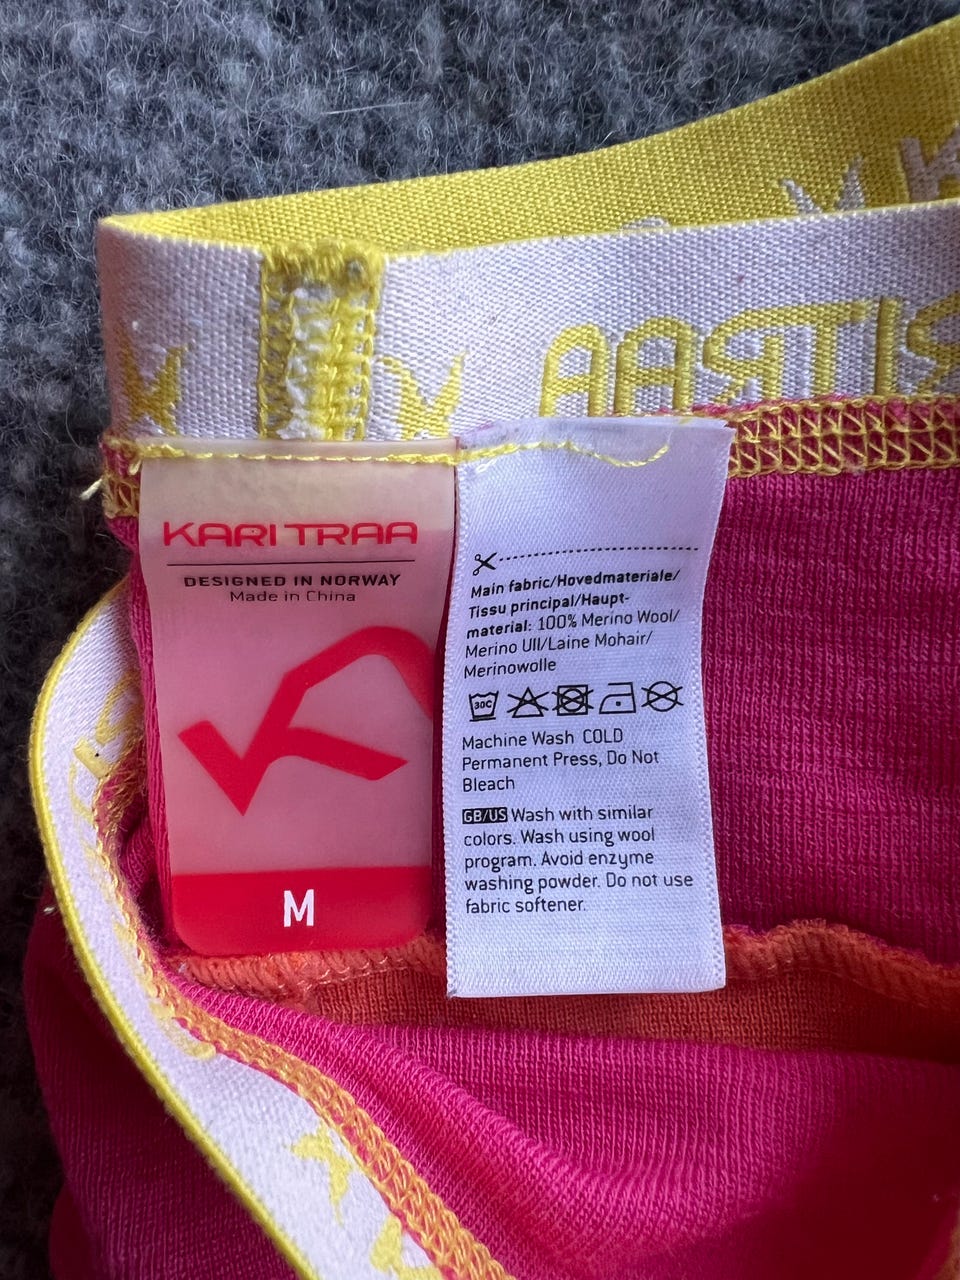 KARI TRAA
KARI TRAA
DESIGNED IN NORWAY
Made in China
M
Main fabric/Hovedmateriale/
Tissu principal/Haupt-
material: 100% Merino Wool/
Merino Ull/Laine Mohair/
Merinowolle
30C
Machine Wash COLD
Permanent Press, Do Not
Bleach
GB/US Wash with similar
colors. Wash using wool
program. Avoid enzyme
washing powder. Do not use
fabric softener.